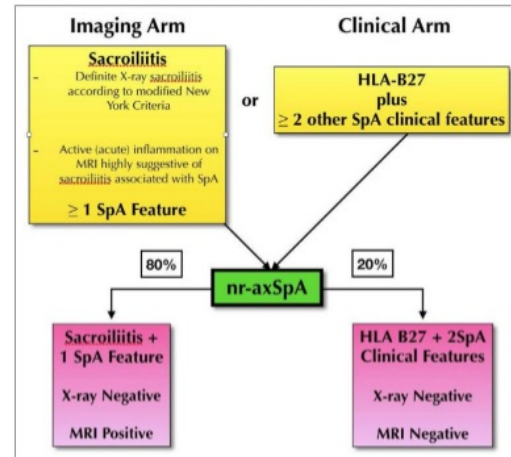 Imaging Arm
Clinical Arm
Sacroiliitis
- Definite X-ray sacroiliitis
according to modified New
York Criteria
- Active (acute) inflammation on
MRI highly suggestive of
sacroiliitis associated with SpA
≥ 1 SpA Feature
or
HLA-B27
plus
≥ 2 other SpA clinical features
80%
20%
nr-axSpA
Sacroiliitis +
1 SpA Feature
X-ray Negative
MRI Positive
HLA B27 + 2SpA
Clinical Features
X-ray Negative
MRI Negative